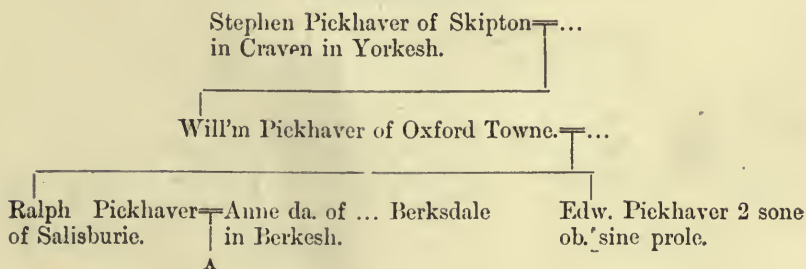 Stephen Pickhaver of Skipton=...
in Craven in Yorkesh.
Will'm Pickhaver of Oxford Towne.=...
Ralph Pickhaver=Anne da. of ... Berksdale Edw. Pickhaver 2 sone
of Salisburie. in Berkesh. ob. sine prole.
A